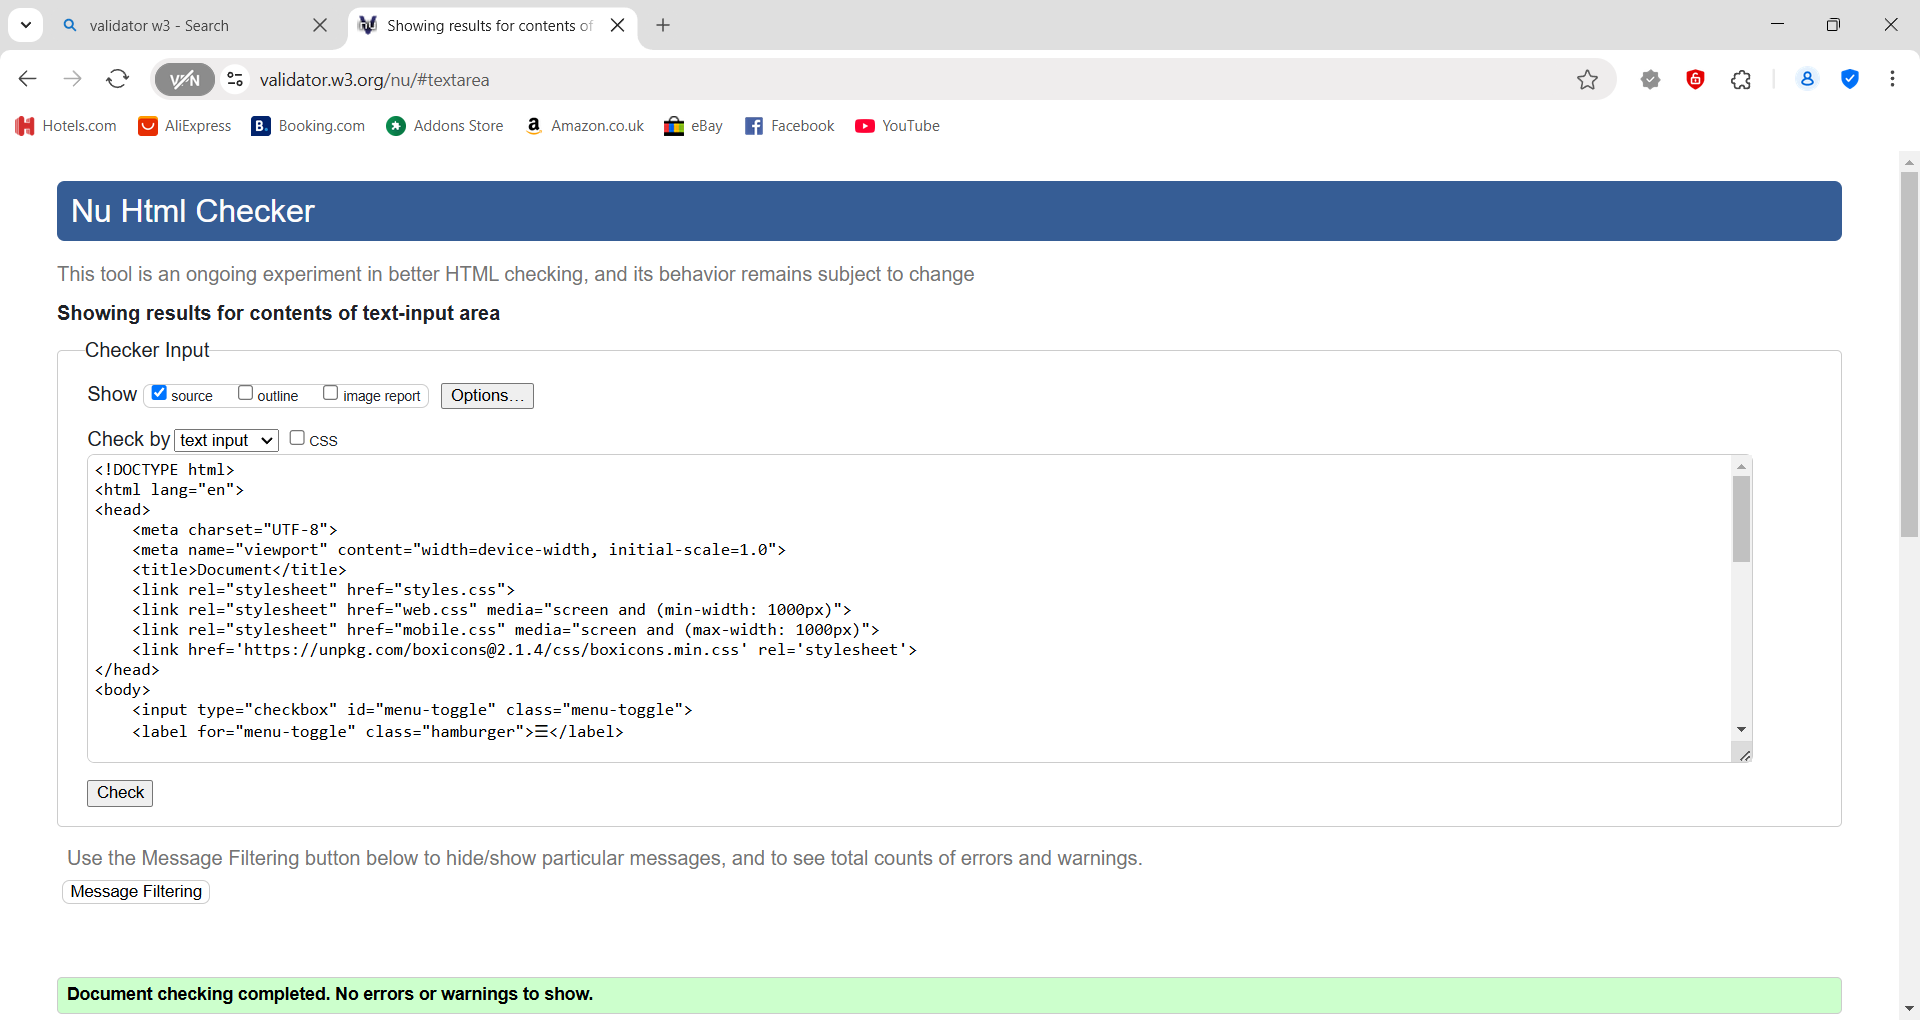 validator w3 - Search
Showing results for contents of
VPN
validator.w3.org/nu/#textarea
Hotels.com
AliExpress
B. Booking.com
Addons Store
a Amazon.co.uk
eBay
Facebook
YouTube
Nu Html Checker
This tool is an ongoing experiment in better HTML checking, and its behavior remains subject to change
Showing results for contents of text-input area
Checker Input
Show source outline image report Options...
Check by text input CSS
<!DOCTYPE html>
<html lang="en">
<head>
    <meta charset="UTF-8">
    <meta name="viewport" content="width=device-width, initial-scale=1.0">
    <title>Document</title>
    <link rel="stylesheet" href="styles.css">
    <link rel="stylesheet" href="web.css" media="screen and (min-width: 1000px)">
    <link rel="stylesheet" href="mobile.css" media="screen and (max-width: 1000px)">
    <link href='https://unpkg.com/boxicons@2.1.4/css/boxicons.min.css' rel='stylesheet'>
</head>
<body>
    <input type="checkbox" id="menu-toggle" class="menu-toggle">
    <label for="menu-toggle" class="hamburger">☰</label>
Check
Use the Message Filtering button below to hide/show particular messages, and to see total counts of errors and warnings.
Message Filtering
Document checking completed. No errors or warnings to show.